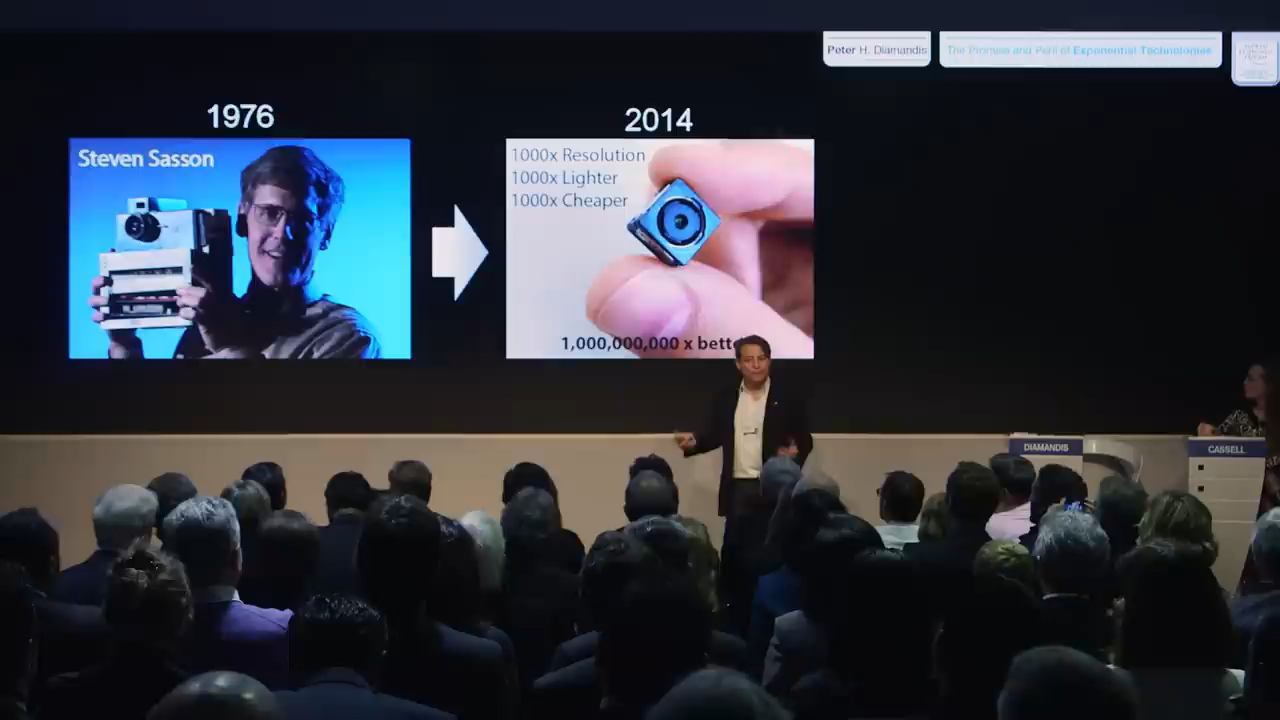 Peter H. Diamandis
The Promise and Peril of Exponential Technologies
1976
2014
Steven Sasson
1000x Resolution
1000x Lighter
1000x Cheaper
1,000,000,000 x bette
DIAMANDIS
CASSELL